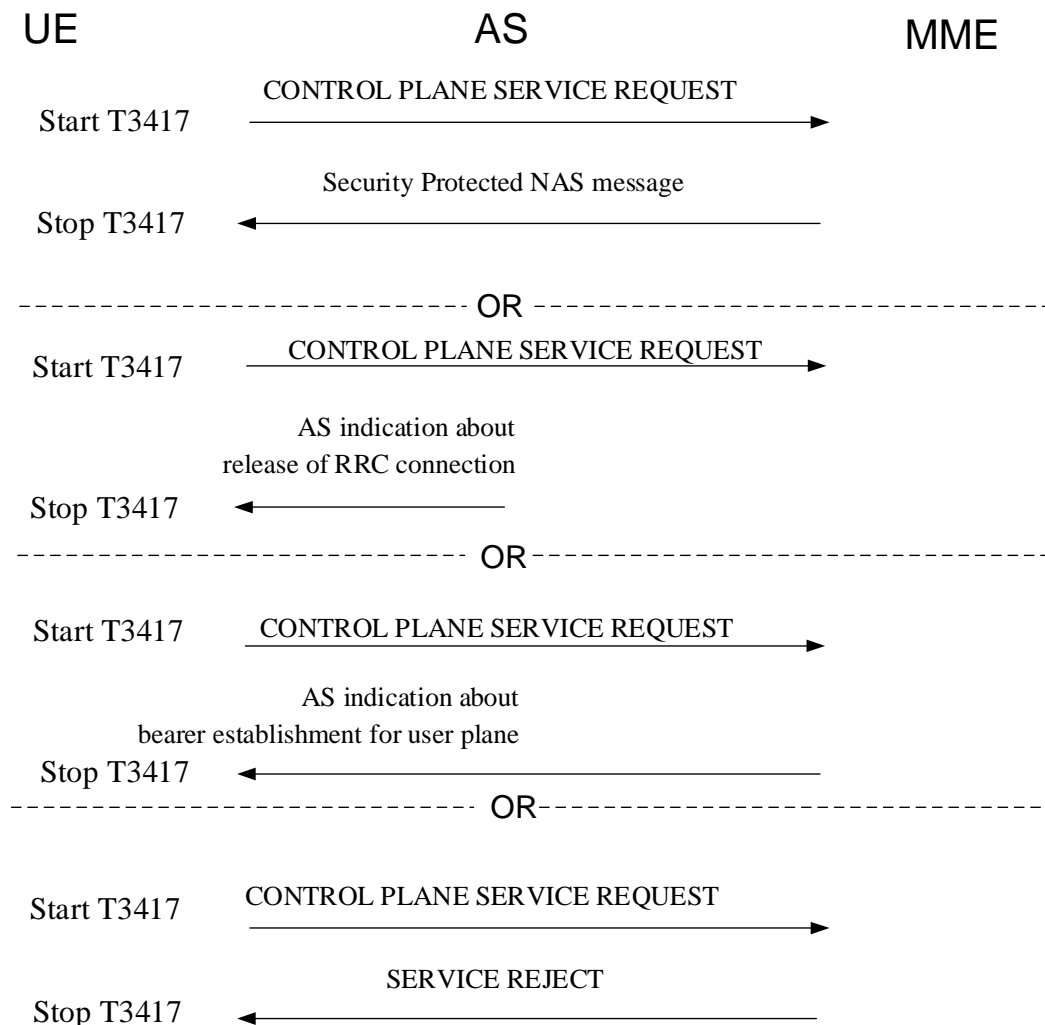 UE AS MME
CONTROL PLANE SERVICE REQUEST
Start T3417
Security Protected NAS message
Stop T3417
OR
CONTROL PLANE SERVICE REQUEST
Start T3417
AS indication about
release of RRC connection
Stop T3417
OR
Start T3417 CONTROL PLANE SERVICE REQUEST
AS indication about
bearer establishment for user plane
Stop T3417
OR
CONTROL PLANE SERVICE REQUEST
Start T3417
SERVICE REJECT
Stop T3417